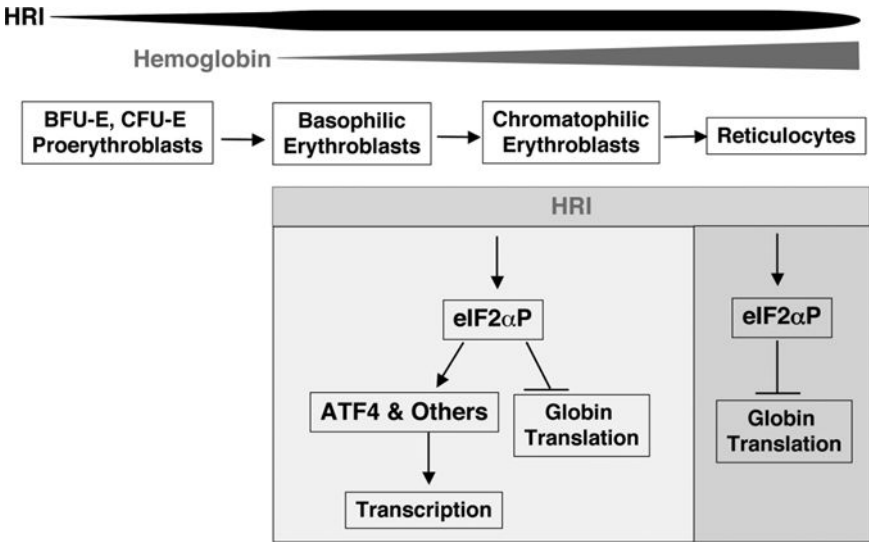 HRI
Hemoglobin
BFU-E, CFU-E
Proerythroblasts
Basophilic
Erythroblasts
Chromatophilic
Erythroblasts
Reticulocytes
HRI
eIF2αP
eIF2αP
ATF4 & Others
Globin
Translation
Globin
Translation
Transcription